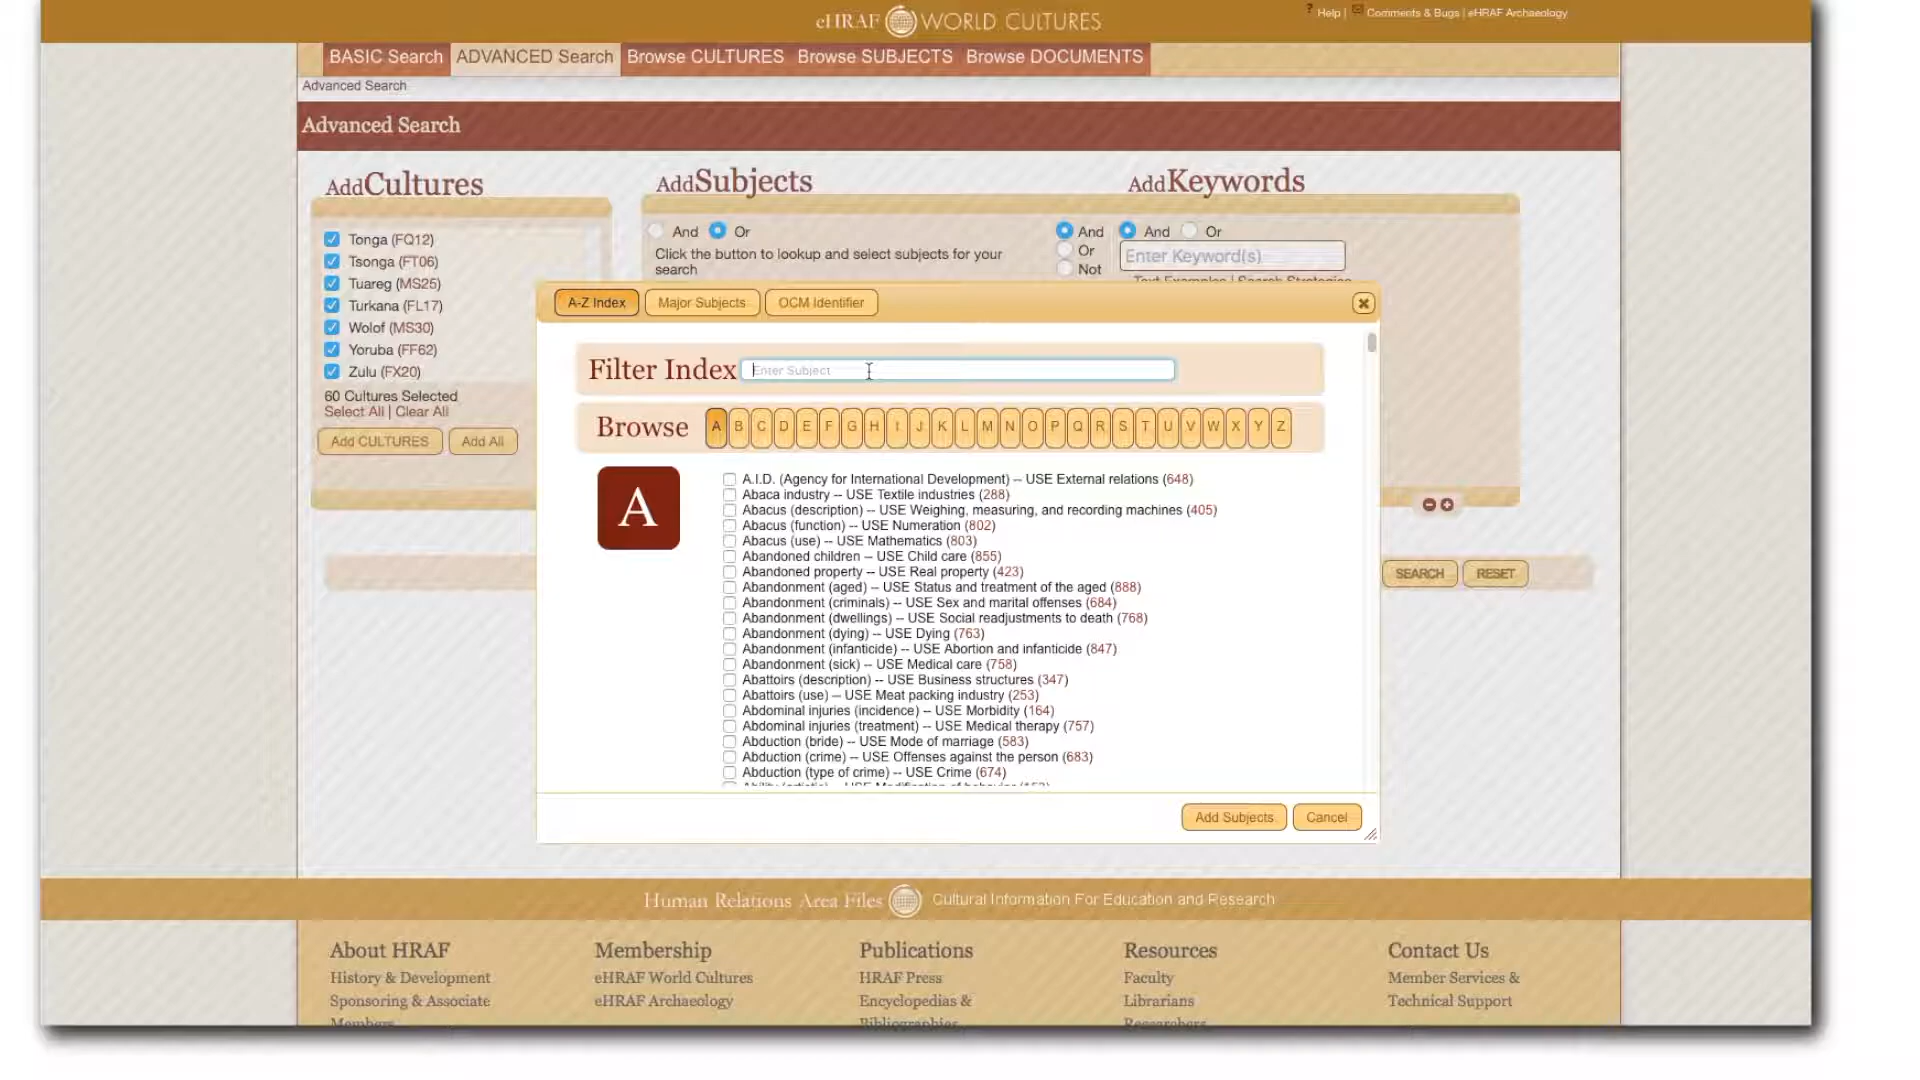 eHRAF WORLD CULTURES
? Help | Comments & Bugs | eHRAF Archaeology
BASIC Search ADVANCED Search Browse CULTURES Browse SUBJECTS Browse DOCUMENTS
Advanced Search
Advanced Search
AddCultures
Tonga (FQ12)
Tsonga (FT06)
Tuareg (MS25)
Turkana (FL17)
Wolof (MS30)
Yoruba (FF62)
Zulu (FX20)
60 Cultures Selected
Select All | Clear All
Add CULTURES Add All
AddSubjects
And Or
Click the button to lookup and select subjects for your
search
And
Or
Not
AddKeywords
And Or
Enter Keyword(s)
Text Examples | Search Strategies
A-Z Index Major Subjects OCM Identifier
Filter Index Enter Subject
Browse A B C D E F G H I J K L M N O P Q R S T U V W X Y Z
A
A.I.D. (Agency for International Development) -- USE External relations (648)
Abaca industry -- USE Textile industries (288)
Abacus (description) -- USE Weighing, measuring, and recording machines (405)
Abacus (function) -- USE Numeration (802)
Abacus (use) -- USE Mathematics (803)
Abandoned children -- USE Child care (855)
Abandoned property -- USE Real property (423)
Abandonment (aged) -- USE Status and treatment of the aged (888)
Abandonment (criminals) -- USE Sex and marital offenses (684)
Abandonment (dwellings) -- USE Social readjustments to death (768)
Abandonment (dying) -- USE Dying (763)
Abandonment (infanticide) -- USE Abortion and infanticide (847)
Abandonment (sick) -- USE Medical care (758)
Abattoirs (description) -- USE Business structures (347)
Abattoirs (use) -- USE Meat packing industry (253)
Abdominal injuries (incidence) -- USE Morbidity (164)
Abdominal injuries (treatment) -- USE Medical therapy (757)
Abduction (bride) -- USE Mode of marriage (583)
Abduction (crime) -- USE Offenses against the person (683)
Abduction (type of crime) -- USE Crime (674)
Add Subjects Cancel
SEARCH RESET
Human Relations Area Files Cultural Information For Education and Research
About HRAF
History & Development
Sponsoring & Associate
Members
Membership
eHRAF World Cultures
eHRAF Archaeology
Publications
HRAF Press
Encyclopedias &
Bibliographies
Resources
Faculty
Librarians
Researchers
Contact Us
Member Services &
Technical Support